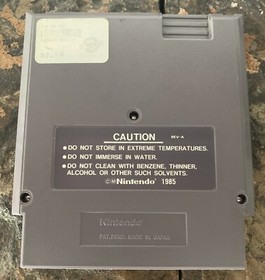 CAUTION REV-A
•DO NOT STORE IN EXTREME TEMPERATURES.
•DO NOT IMMERSE IN WATER.
•DO NOT CLEAN WITH BENZENE, THINNER,
ALCOHOL OR OTHER SUCH SOLVENTS.
©Nintendo® 1985
Nintendo
MADE IN JAPAN